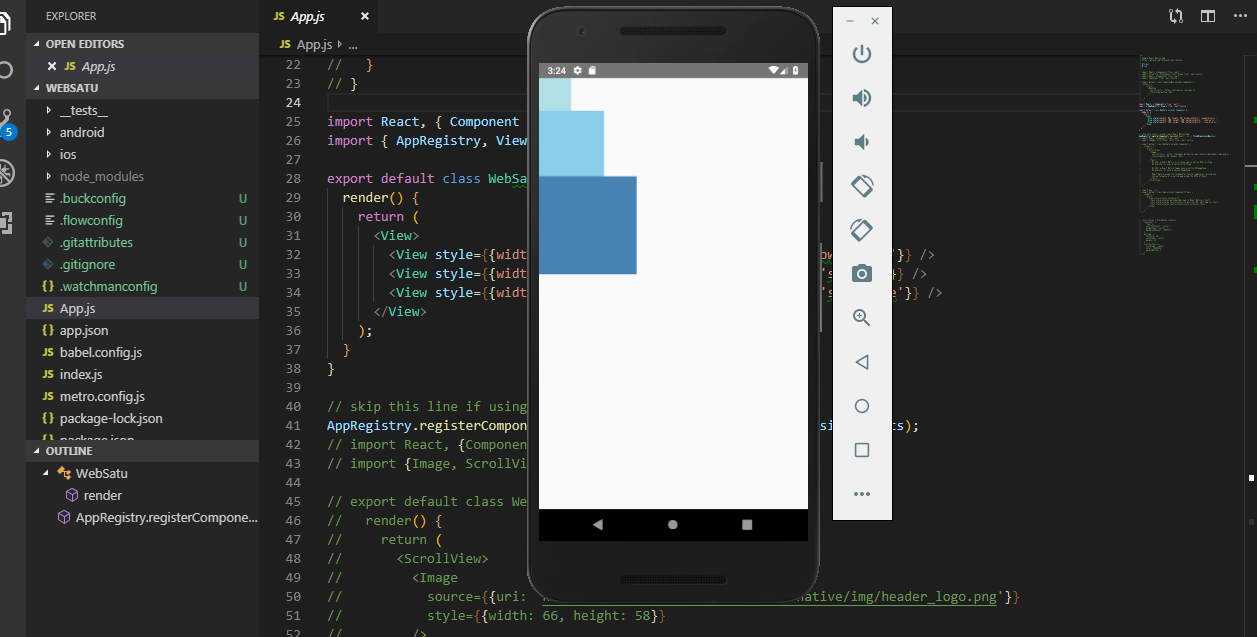 EXPLORER
OPEN EDITORS
JS App.js
WEBSATU
__tests__
android
ios
node_modules
.buckconfig U
.flowconfig U
.gitattributes U
.gitignore U
{} .watchmanconfig U
JS App.js
{} app.json
JS babel.config.js
JS index.js
JS metro.config.js
{} package-lock.json
{} package.json
OUTLINE
WebSatu
render
AppRegistry.registerCompone...
5
JS App.js
JS App.js ...
22 // }
23 // }
24
25 import React, { Component
26 import { AppRegistry, View
27
28 export default class WebSa
29 render() {
30 return (
31 <View>
32 <View style={{widt '}} />
33 <View style={{widt }} />
34 <View style={{widt '}} />
35 </View>
36 );
37 }
38 }
39
40 // skip this line if using
41 AppRegistry.registerCompon ts);
42 // import React, {Componen
43 // import {Image, ScrollVi
44
45 // export default class We
46 // render() {
47 // return (
48 // <ScrollView>
49 // <Image
50 // source={{uri: native/img/header_logo.png'}}
51 // style={{width: 66, height: 58}}
52 // />
3:24